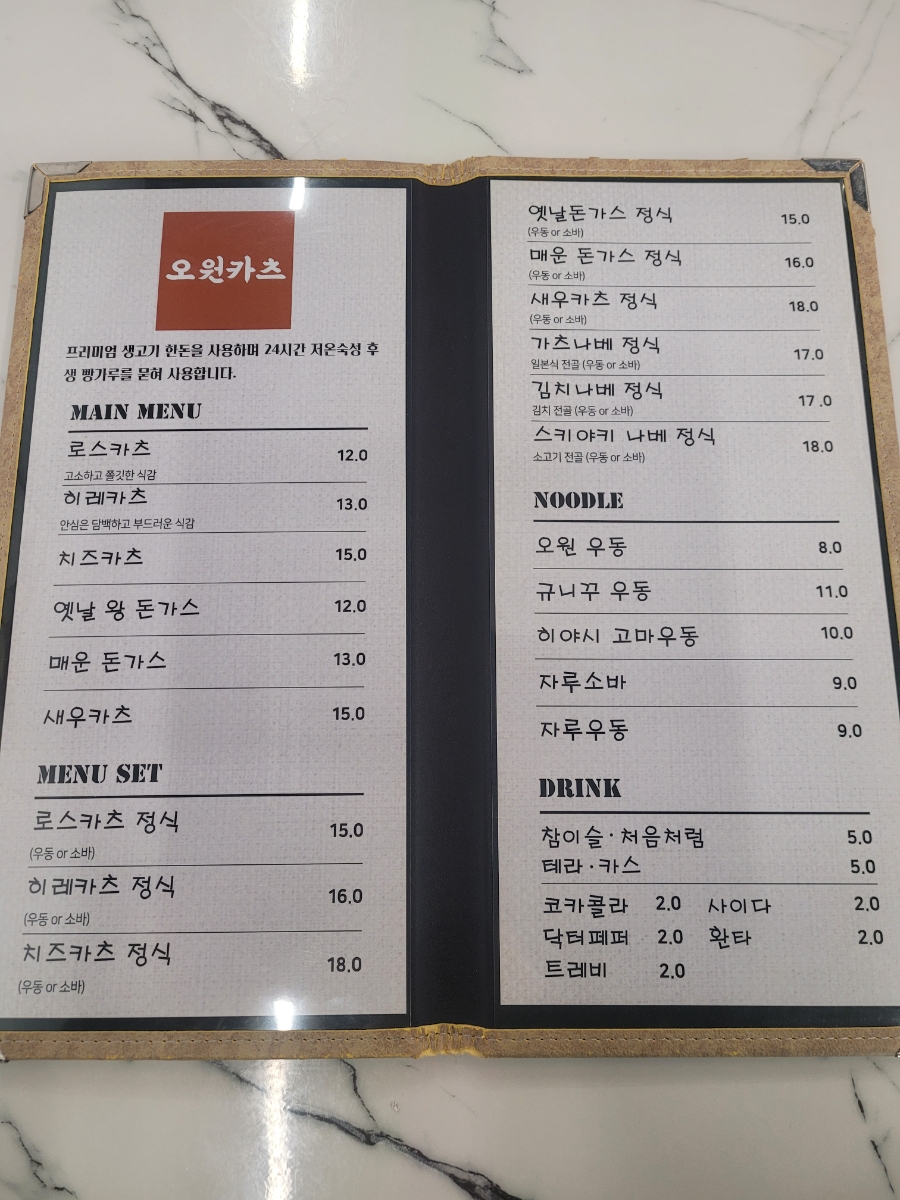 오원카츠
프리미엄 생고기 한돈을 사용하며 24시간 저온숙성 후
생 빵가루를 묻혀 사용합니다.
MAIN MENU
로스카츠 12.0
고소하고 쫄깃한 식감
히레카츠 13.0
안심은 담백하고 부드러운 식감
치즈카츠 15.0
옛날 왕 돈가스 12.0
매운 돈가스 13.0
새우카츠 15.0
MENU SET
로스카츠 정식 15.0
(우동 or 소바)
히레카츠 정식 16.0
(우동 or 소바)
치즈카츠 정식 18.0
(우동 or 소바)
옛날돈가스 정식 15.0
(우동 or 소바)
매운 돈가스 정식 16.0
(우동 or 소바)
새우카츠 정식 18.0
(우동 or 소바)
가츠나베 정식 17.0
일본식 전골 (우동 or 소바)
김치나베 정식 17.0
김치 전골 (우동 or 소바)
스키야키 나베 정식 18.0
소고기 전골 (우동 or 소바)
NOODLE
오원 우동 8.0
규니꾸 우동 11.0
히야시 고마우동 10.0
자루소바 9.0
자루우동 9.0
DRINK
참이슬·처음처럼 5.0
테라·카스 5.0
코카콜라 2.0 사이다 2.0
닥터페퍼 2.0 환타 2.0
트레비 2.0